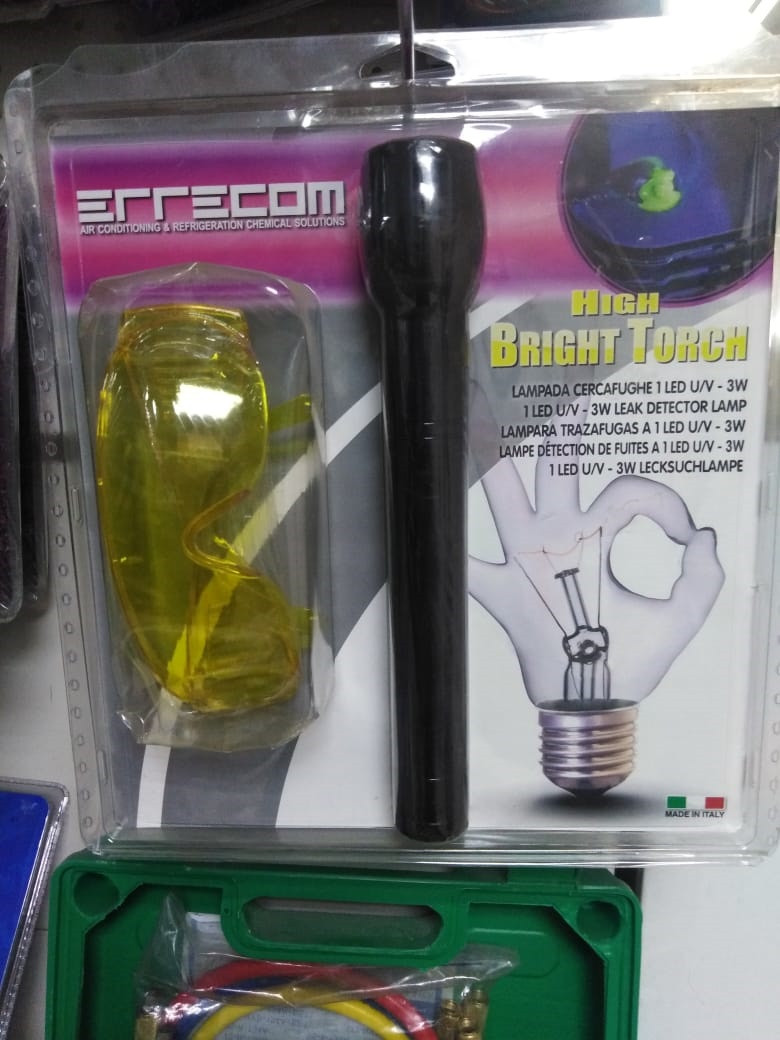 ERRECOM
AIR CONDITIONING & REFRIGERATION CHEMICAL SOLUTIONS
HIGH
BRIGHT TORCH
LAMPADA CERCAFUGHE 1 LED U/V - 3W
1 LED U/V - 3W LEAK DETECTOR LAMP
LAMPARA TRAZAFUGAS A 1 LED U/V - 3W
LAMPE DÉTECTION DE FUITES A 1 LED U/V - 3W
1 LED U/V - 3W LECKSUCHLAMPE
MADE IN ITALY